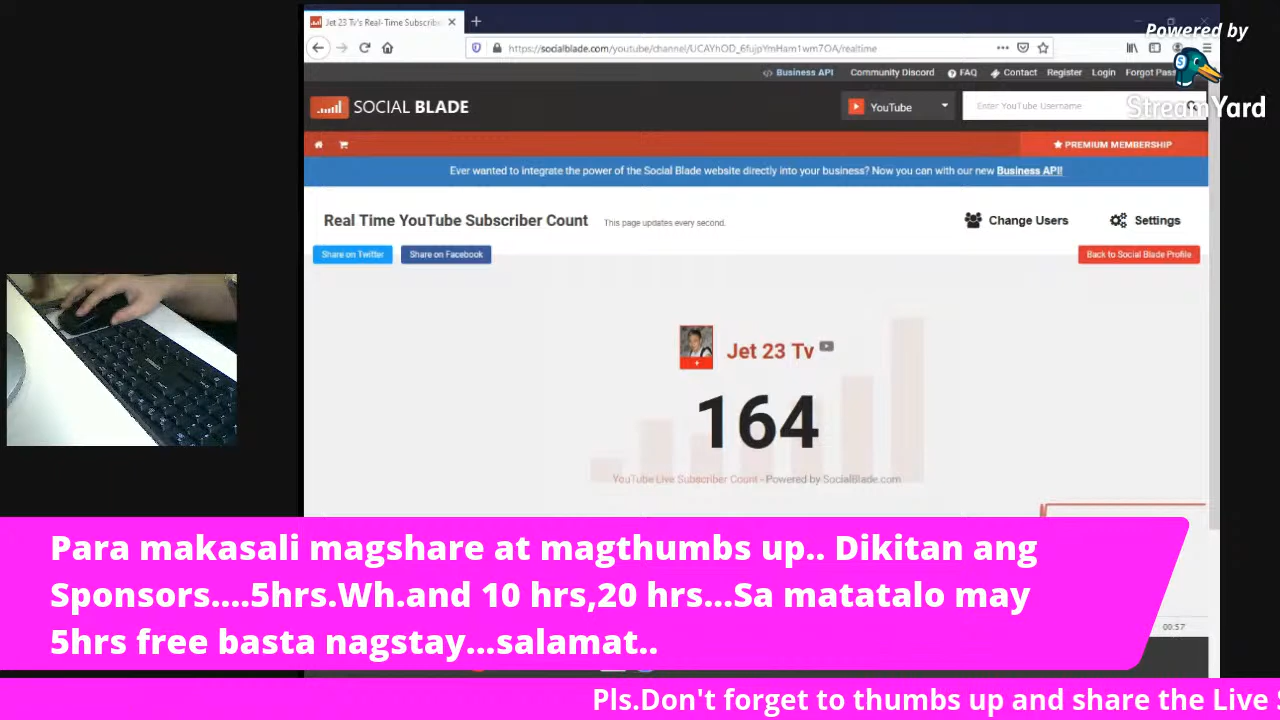 Jet 23 Tv's Real-Time Subscribe
Powered by
StreamYard
https://socialblade.com/youtube/channel/UCAYhOD_6fujpYmHam1wm7OA/realtime
</> Business API Community Discord FAQ Contact Register Login Forgot Pass
SOCIAL BLADE
YouTube
Enter YouTube Username
PREMIUM MEMBERSHIP
Ever wanted to integrate the power of the Social Blade website directly into your business? Now you can with our new Business API!
Real Time YouTube Subscriber Count This page updates every second. Change Users Settings
Share on Twitter Share on Facebook Back to Social Blade Profile
Jet 23 Tv
164
YouTube Live Subscriber Count - Powered by SocialBlade.com
Para makasali magshare at magthumbs up.. Dikitan ang
Sponsors....5hrs.Wh.and 10 hrs,20 hrs...Sa matatalo may
5hrs free basta nagstay...salamat..
00:57
Pls.Don't forget to thumbs up and share the Live S